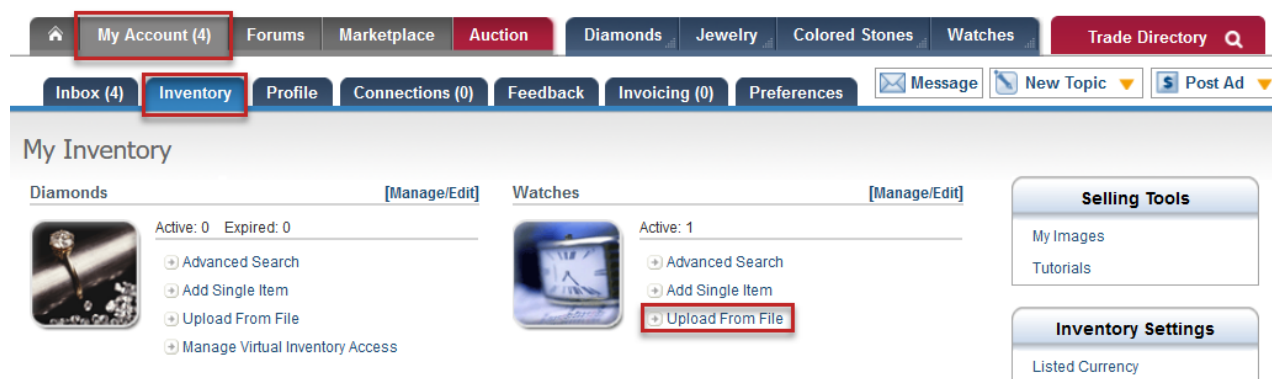 My Account (4) Forums Marketplace Auction Diamonds Jewelry Colored Stones Watches Trade Directory
Inbox (4) Inventory Profile Connections (0) Feedback Invoicing (0) Preferences Message New Topic $ Post Ad
My Inventory
Diamonds [Manage/Edit]
Active: 0 Expired: 0
Advanced Search
Add Single Item
Upload From File
Manage Virtual Inventory Access
Watches [Manage/Edit]
Active: 1
Advanced Search
Add Single Item
Upload From File
Selling Tools
My Images
Tutorials
Inventory Settings
Listed Currency